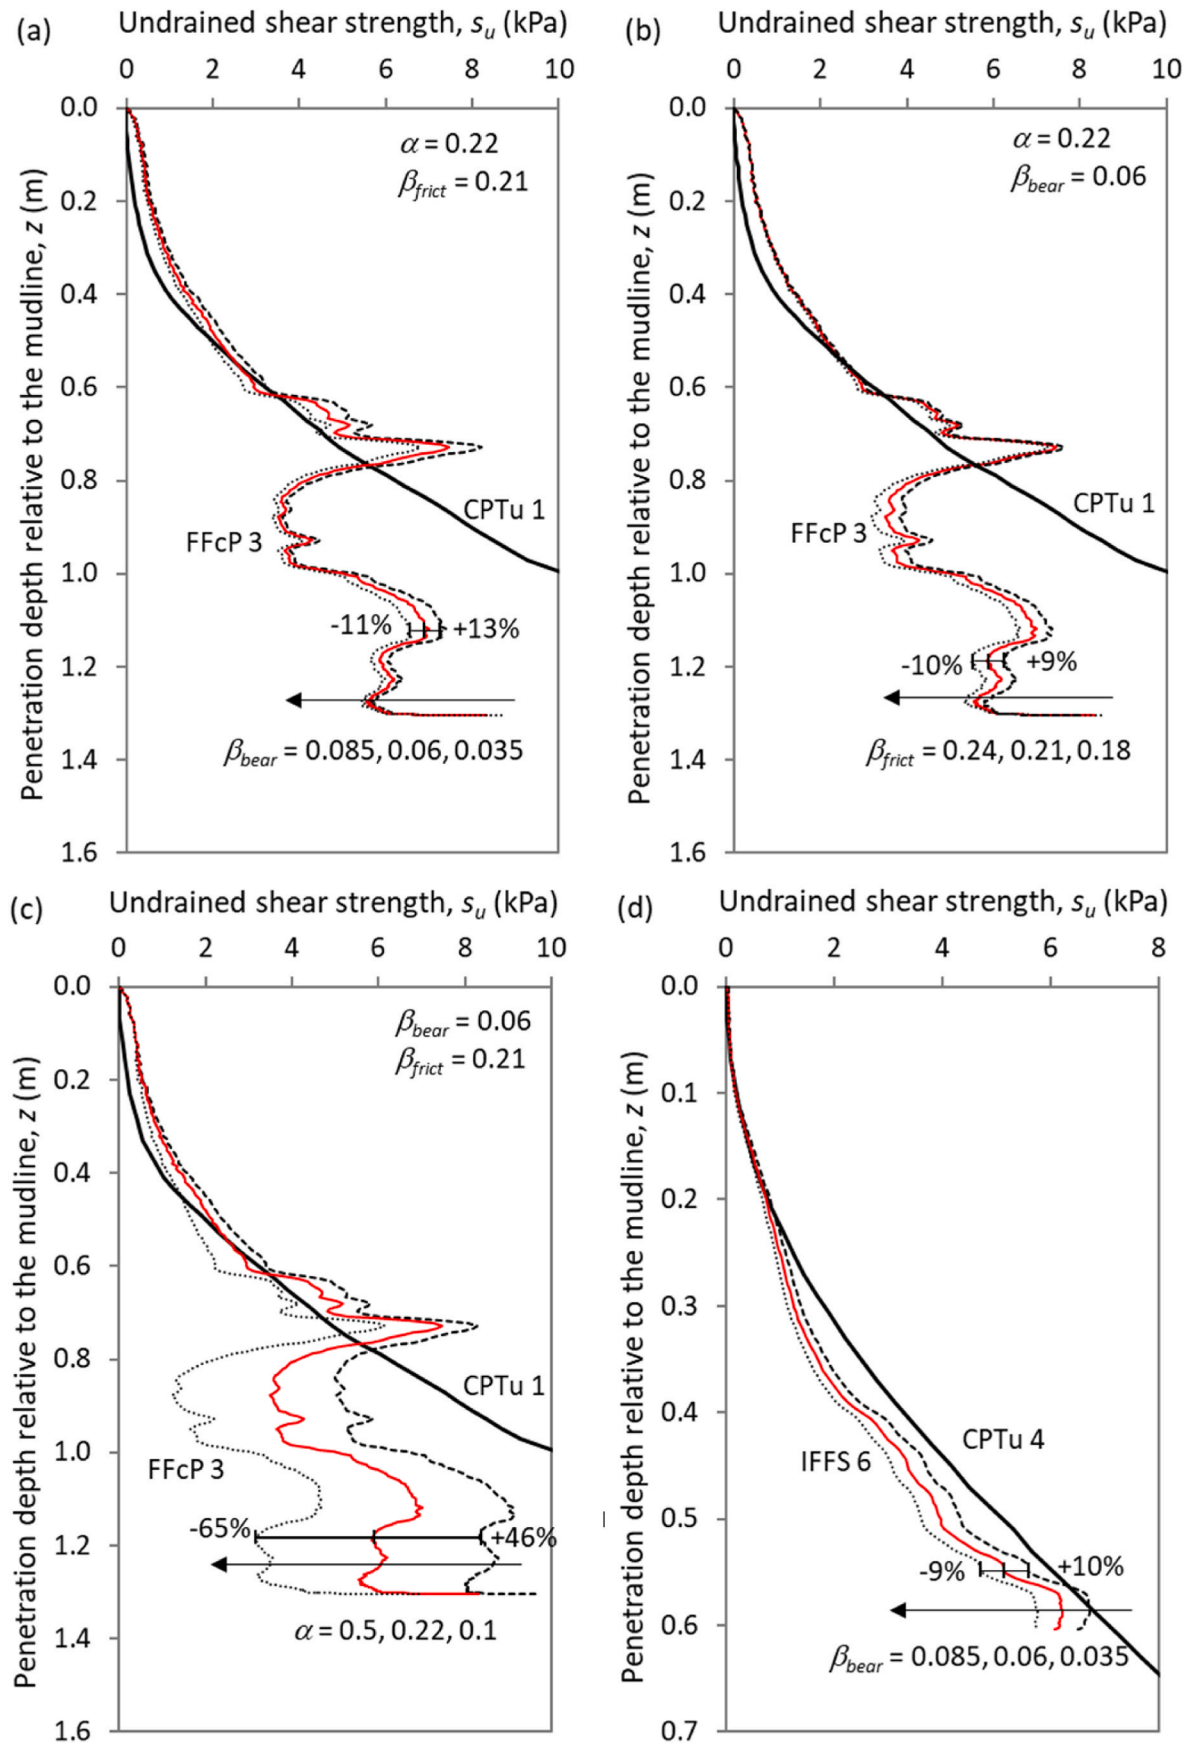 (a) Undrained shear strength, su (kPa)
0 2 4 6 8 10
Penetration depth relative to the mudline, z (m)
0.0
0.2
0.4
0.6
0.8
1.0
1.2
1.4
1.6
α = 0.22
βfrict = 0.21
CPTu 1
FFcP 3
-11% +13%
βbear = 0.085, 0.06, 0.035
(b) Undrained shear strength, su (kPa)
0 2 4 6 8 10
Penetration depth relative to the mudline, z (m)
0.0
0.2
0.4
0.6
0.8
1.0
1.2
1.4
1.6
α = 0.22
βbear = 0.06
CPTu 1
FFcP 3
-10% +9%
βfrict = 0.24, 0.21, 0.18
(c) Undrained shear strength, su (kPa)
0 2 4 6 8 10
Penetration depth relative to the mudline, z (m)
0.0
0.2
0.4
0.6
0.8
1.0
1.2
1.4
1.6
βbear = 0.06
βfrict = 0.21
CPTu 1
FFcP 3
-65% +46%
α = 0.5, 0.22, 0.1
(d) Undrained shear strength, su (kPa)
0 2 4 6 8
Penetration depth relative to the mudline, z (m)
0.0
0.1
0.2
0.3
0.4
0.5
0.6
0.7
CPTu 4
IFFS 6
-9% +10%
βbear = 0.085, 0.06, 0.035